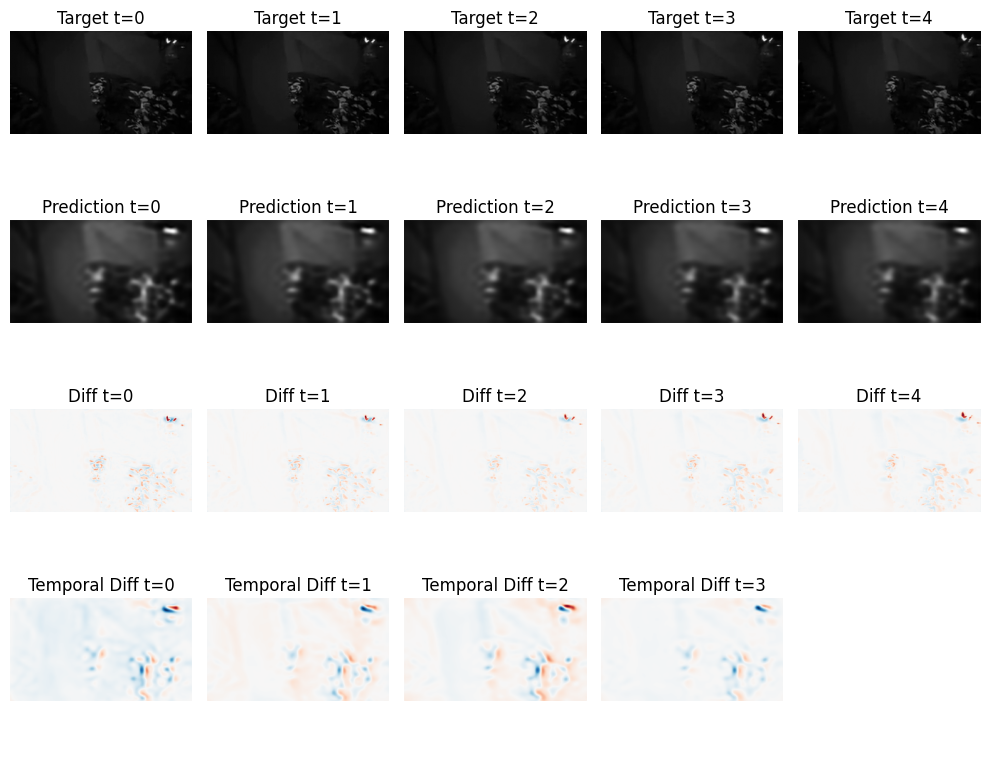 Target t=0
Target t=1
Target t=2
Target t=3
Target t=4
Prediction t=0
Prediction t=1
Prediction t=2
Prediction t=3
Prediction t=4
Diff t=0
Diff t=1
Diff t=2
Diff t=3
Diff t=4
Temporal Diff t=0
Temporal Diff t=1
Temporal Diff t=2
Temporal Diff t=3